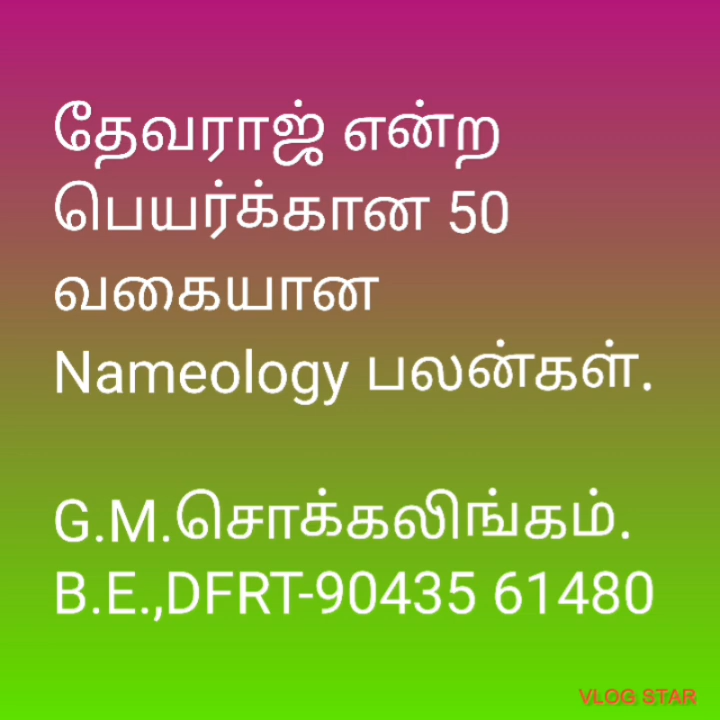 தேவராஜ் என்ற
பெயர்க்கான 50
வகையான
Nameology பலன்கள்.
G.M.சொக்கலிங்கம்.
B.E.,DFRT-90435 61480
VLOG STAR